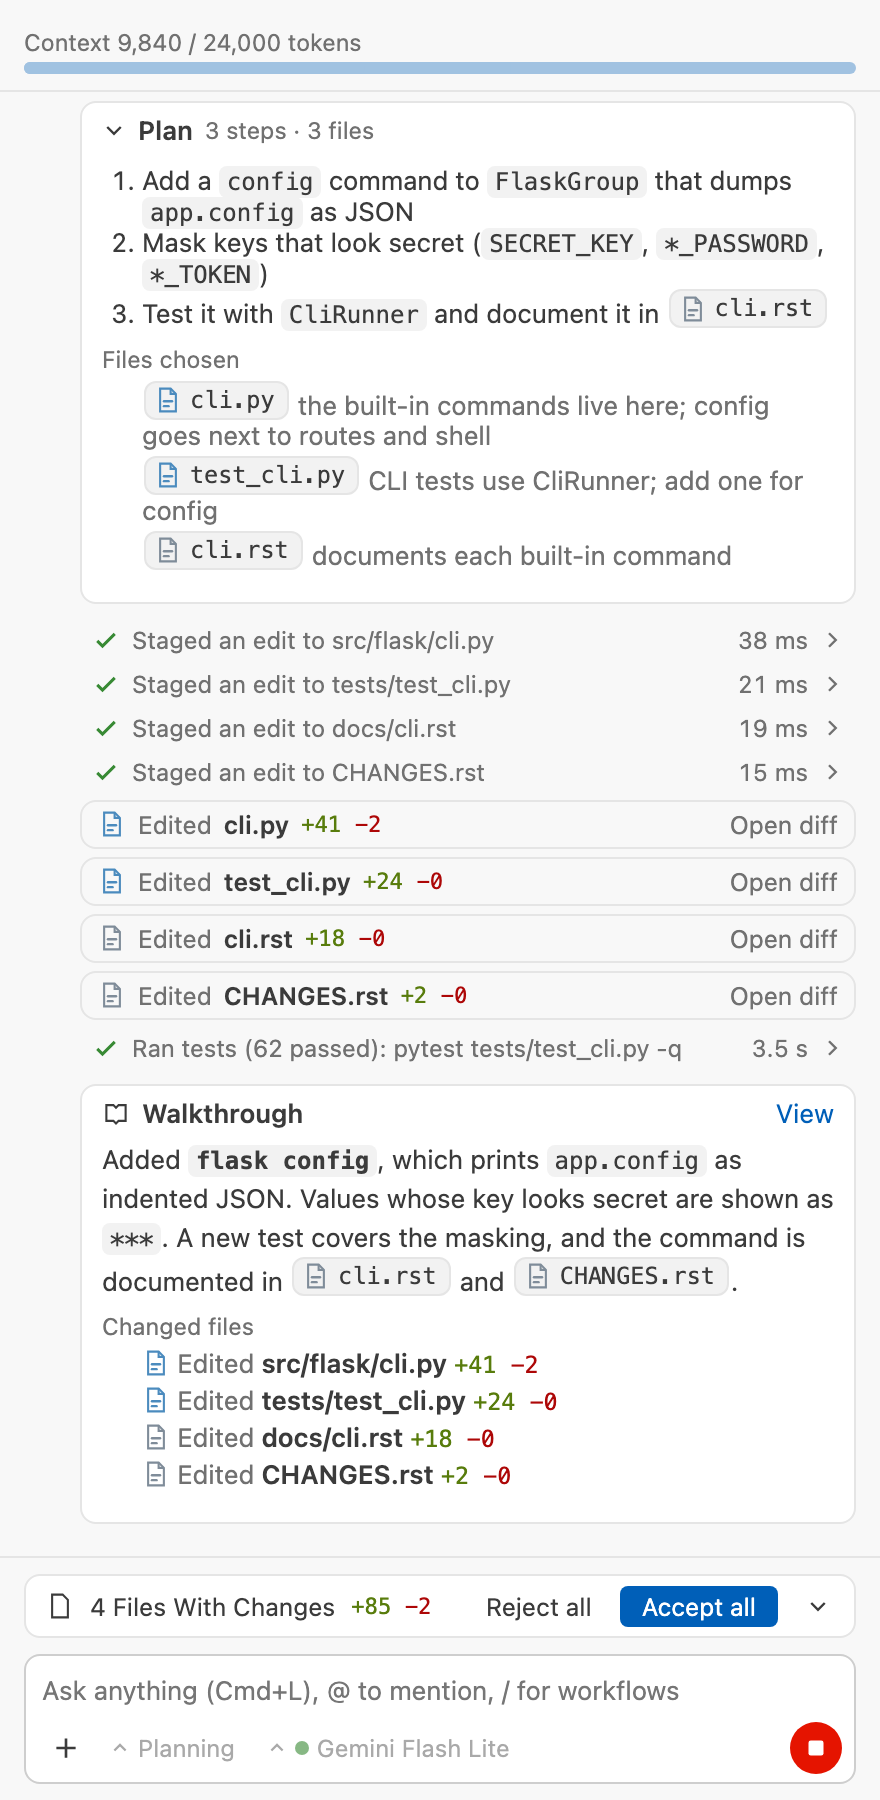 Context 9,840 / 24,000 tokens
Plan 3 steps · 3 files
1. Add a config command to FlaskGroup that dumps
app.config as JSON
2. Mask keys that look secret (SECRET_KEY, *_PASSWORD,
*_TOKEN)
3. Test it with CliRunner and document it in cli.rst
Files chosen
cli.py the built-in commands live here; config
goes next to routes and shell
test_cli.py CLI tests use CliRunner; add one for
config
cli.rst documents each built-in command
Staged an edit to src/flask/cli.py 38 ms
Staged an edit to tests/test_cli.py 21 ms
Staged an edit to docs/cli.rst 19 ms
Staged an edit to CHANGES.rst 15 ms
Edited cli.py +41 −2 Open diff
Edited test_cli.py +24 −0 Open diff
Edited cli.rst +18 −0 Open diff
Edited CHANGES.rst +2 −0 Open diff
Ran tests (62 passed): pytest tests/test_cli.py -q 3.5 s
Walkthrough View
Added flask config, which prints app.config as
indented JSON. Values whose key looks secret are shown as
***. A new test covers the masking, and the command is
documented in cli.rst and CHANGES.rst.
Changed files
Edited src/flask/cli.py +41 −2
Edited tests/test_cli.py +24 −0
Edited docs/cli.rst +18 −0
Edited CHANGES.rst +2 −0
4 Files With Changes +85 −2 Reject all Accept all
Ask anything (Cmd+L), @ to mention, / for workflows
Planning Gemini Flash Lite